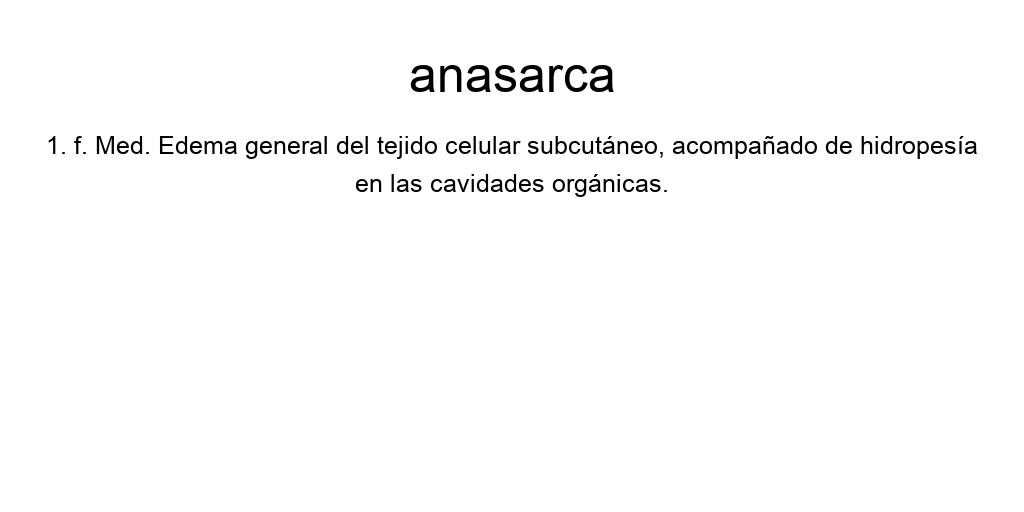 anasarca
1. f. Med. Edema general del tejido celular subcutáneo, acompañado de hidropesía
en las cavidades orgánicas.